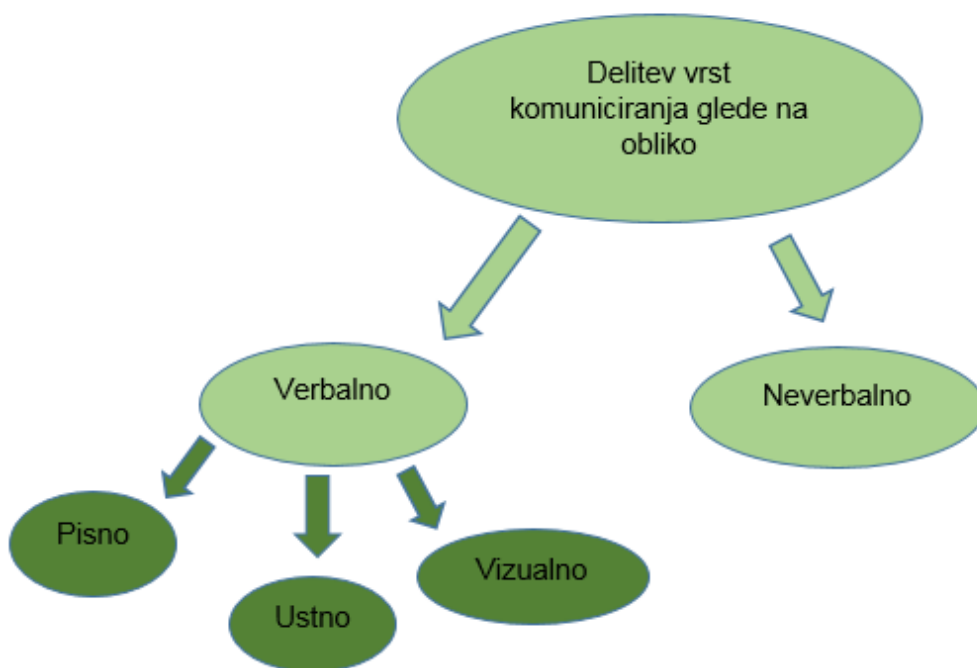 Delitev vrst
komuniciranja glede na
obliko
Verbalno
Neverbalno
Pisno
Ustno
Vizualno